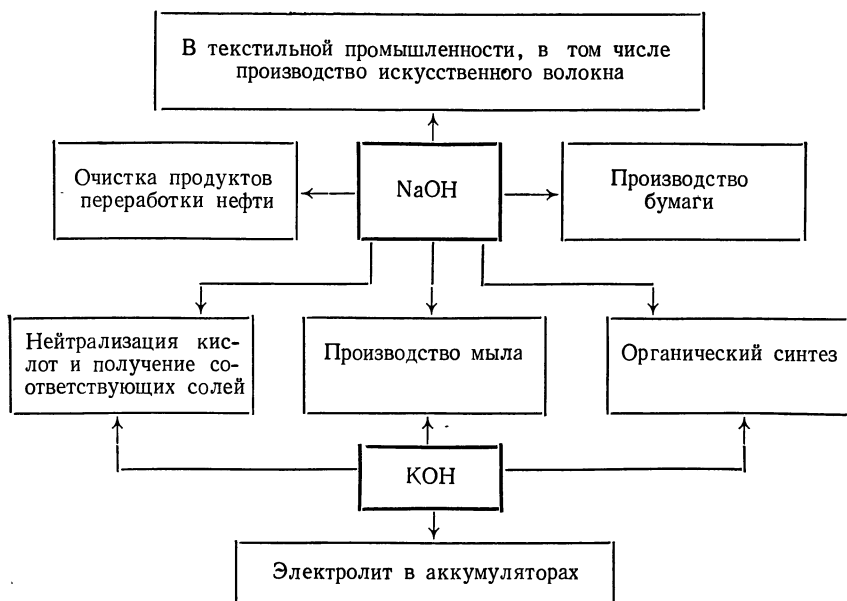 В текстильной промышленности, в том числе
производство искусственного волокна
Очистка продуктов
переработки нефти
NaOH
Производство
бумаги
Нейтрализация кис-
лот и получение со-
ответствующих солей
Производство мыла
Органический синтез
KOH
Электролит в аккумуляторах